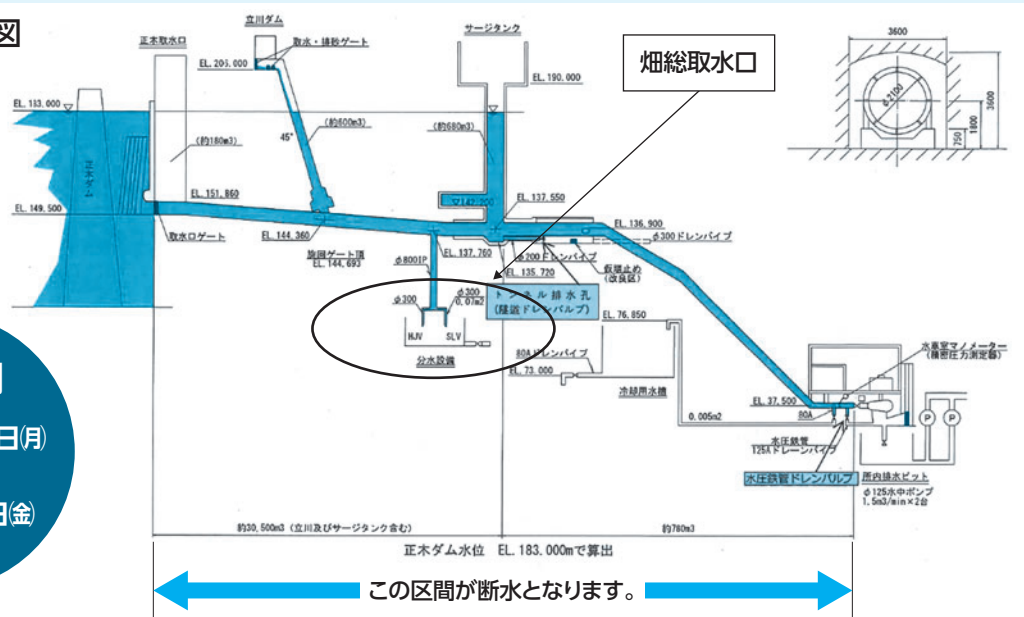 図
立川ダム
取水・排砂ゲート
正木取水口
サージタンク
畑総取水口
3600
φ2100
3600
1800
750
EL.206.000
EL.190.000
EL.183.000
(約600m3)
(約680m3)
(約180m3)
45°
正木ダム
EL.151.860
▽142.200
EL.137.550
EL.149.500
EL.136.900
取水口ゲート
EL.144.360
φ300ドレンパイプ
EL.144.693
EL.137.760
φ200ドレンパイプ
仮壜止め
(改良区)
φ800IP
EL.135.720
トンネル排水孔
(隧道ドレンバルブ)
φ300
φ300
0.07m2
EL.76.850
HJV
SLV
分水設備
80Aドレンパイプ
EL.73.000
冷却用水槽
水車室マノメーター
(精密圧力測定器)
EL.37.500
80A
0.005m2
P
P
水圧鉄管
125Aドレーンパイプ
水圧鉄管ドレンバルブ
所内排水ピット
φ125水中ポンプ
1.5m3/min×2台
日(月)
日(金)
約30,500m3 (立川及びサージタンク含む)
約780m3
正木ダム水位 EL.183.000mで算出
この区間が断水となります。